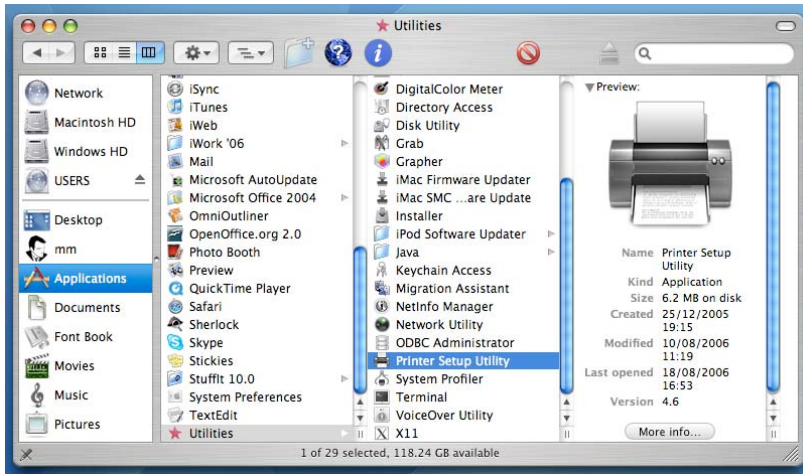 Utilities
Network
Macintosh HD
Windows HD
USERS
Desktop
mm
Applications
Documents
Font Book
Movies
Music
Pictures
iSync
iTunes
iWeb
iWork '06
Mail
Microsoft AutoUpdate
Microsoft Office 2004
OmniOutliner
OpenOffice.org 2.0
Photo Booth
Preview
QuickTime Player
Safari
Sherlock
Skype
Stickies
StuffIt 10.0
System Preferences
TextEdit
Utilities
DigitalColor Meter
Directory Access
Disk Utility
Grab
Grapher
iMac Firmware Updater
iMac SMC ...are Update
Installer
iPod Software Updater
Java
Keychain Access
Migration Assistant
NetInfo Manager
Network Utility
ODBC Administrator
Printer Setup Utility
System Profiler
Terminal
VoiceOver Utility
X11
Preview:
Name Printer Setup
Utility
Kind Application
Size 6.2 MB on disk
Created 25/12/2005
19:15
Modified 10/08/2006
11:19
Last opened 18/08/2006
16:53
Version 4.6
More info...
1 of 29 selected, 118.24 GB available